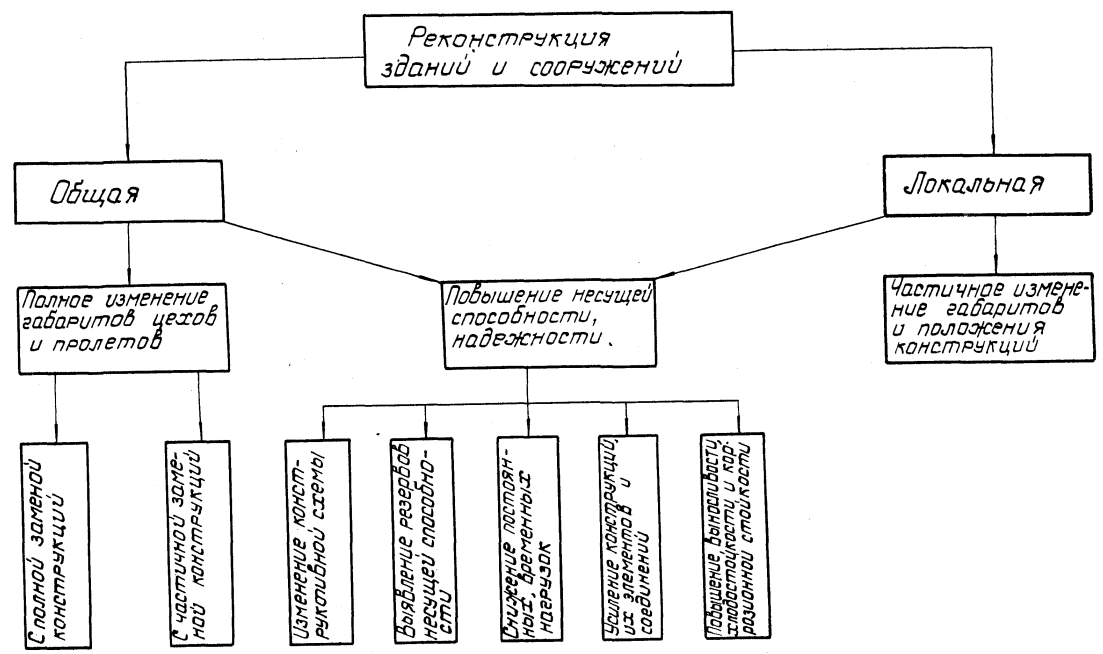 Реконструкция
зданий и сооружений
Общая
Локальная
Полное изменение
габаритов цехов
и пролетов
Повышение несущей
способности,
надежности.
Частичное измене-
ние габаритов
и положения
конструкций
С полной заменой
конструкций
С частичной заме-
ной конструкций
Изменение конст-
руктивной схемы
Выявление резервов
несущей способно-
сти
Снижение постоян-
ных, временных
нагрузок
Усиление конструкций,
их элементов и
соединений
Повышение выносливости,
хладостойкости и кор-
розионной стойкости